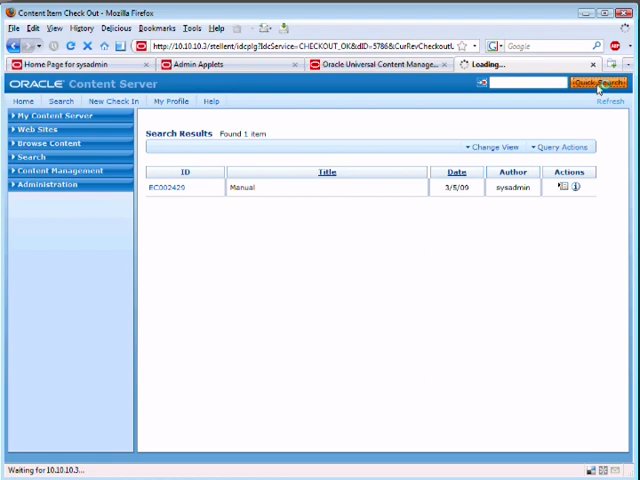 Content Item Check Out - Mozilla Firefox
File Edit View History Delicious Bookmarks Tools Help
http://10.10.10.3/stellent/idcplg?IdcService=CHECKOUT_OK&dID=5786&CurRevCheckoutU
Google
Home Page for sysadmin
Admin Applets
Oracle Universal Content Manage...
Loading...
ORACLE Content Server
Quick Search
Home Search New Check In My Profile Help
Refresh
My Content Server
Web Sites
Browse Content
Search
Content Management
Administration
Search Results Found 1 item
Change View Query Actions
ID Title Date Author Actions
EC002429 Manual 3/5/09 sysadmin
Waiting for 10.10.10.3...